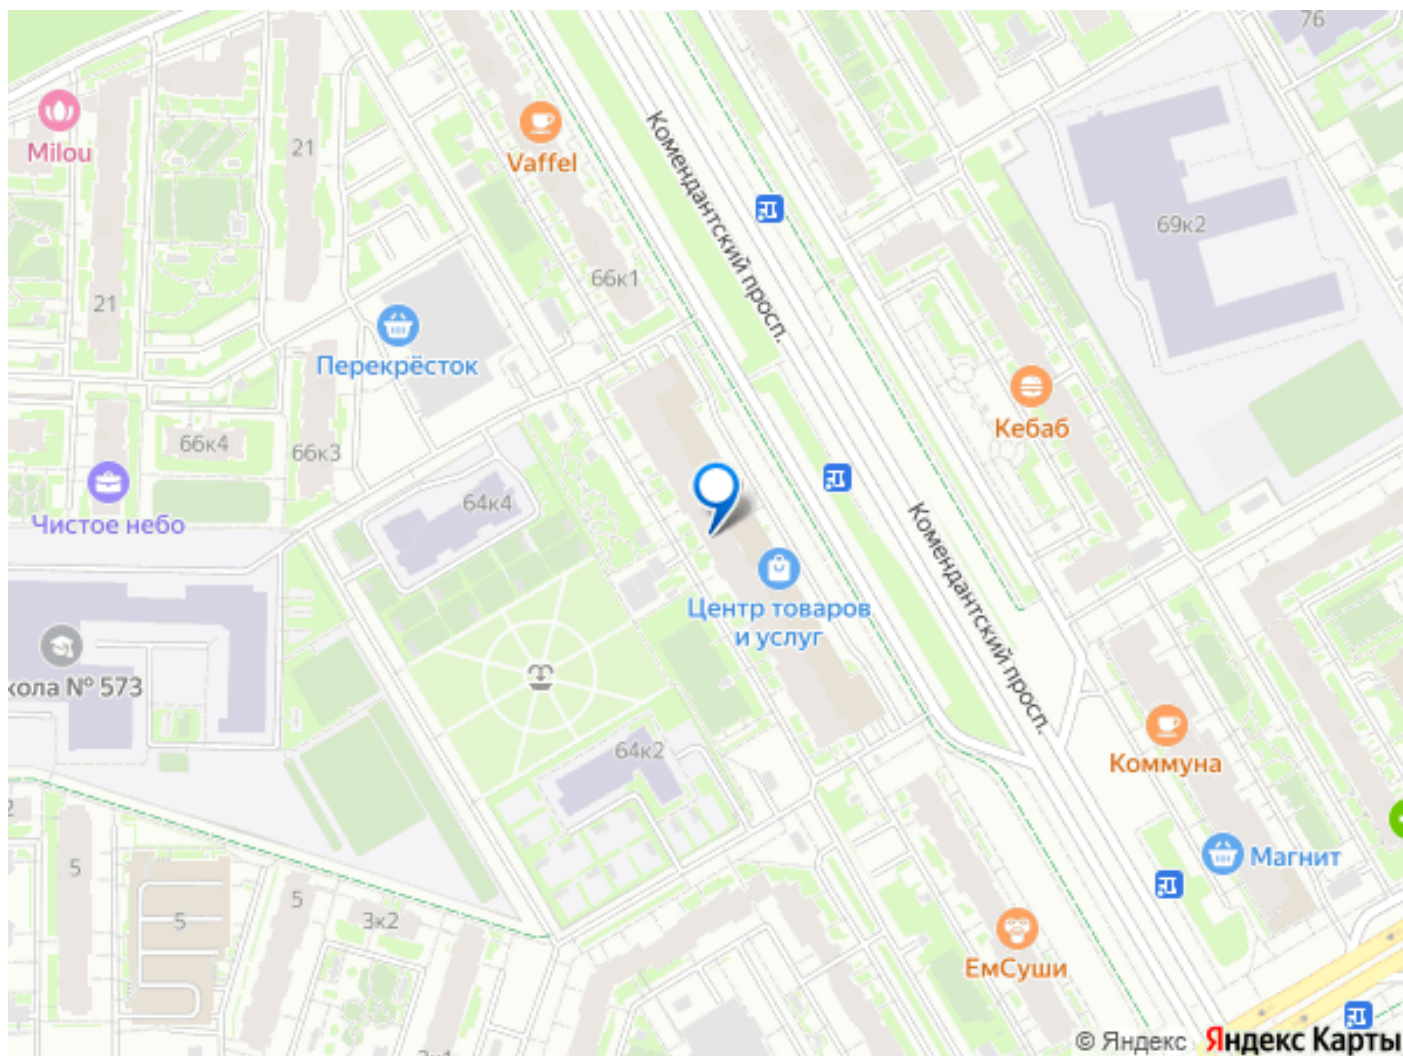 76
Milou
21
Vaffel
Комендантский просп.
69к2
66к1
21
Перекрёсток
Кебаб
66к4
66к3
Чистое небо
64к4
Комендантский просп.
Центр товаров
и услуг
кола № 573
64к2
Коммуна
Магнит
5
5
5
3к2
ЕмСуши
© Яндекс
Яндекс Карты